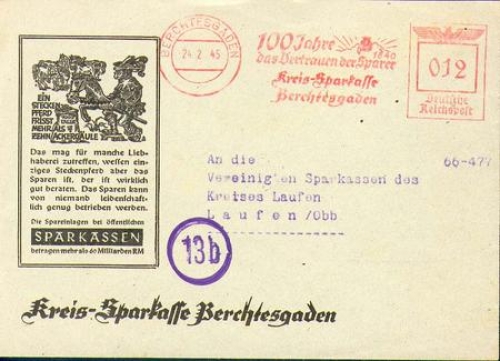 BERCHTESGADEN
24.2.45
100 Jahre
1840
das Vertrauen der Sparer
Kreis-Sparkasse
Berchtesgaden
012
Deutsche
Reichspost
EIN
STECKEN
PFERD
FRISST
MEHR ALS
ZEHN ACKERGÄULE
Das mag für manche Lieb-
haberei zutreffen, wessen ein-
ziges Steckenpferd aber das
Sparen ist, der ist wirklich
gut beraten. Das Sparen kann
von niemand leidenschaft-
lich genug betrieben werden.
Die Spareinlagen bei öffentlichen
SPARKASSEN
betragen mehr als 60 Milliarden RM
An die
66-477
Vereinigten Sparkassen des
Kreises Laufen
Laufen/Obb
13b
Kreis-Sparkasse Berchtesgaden